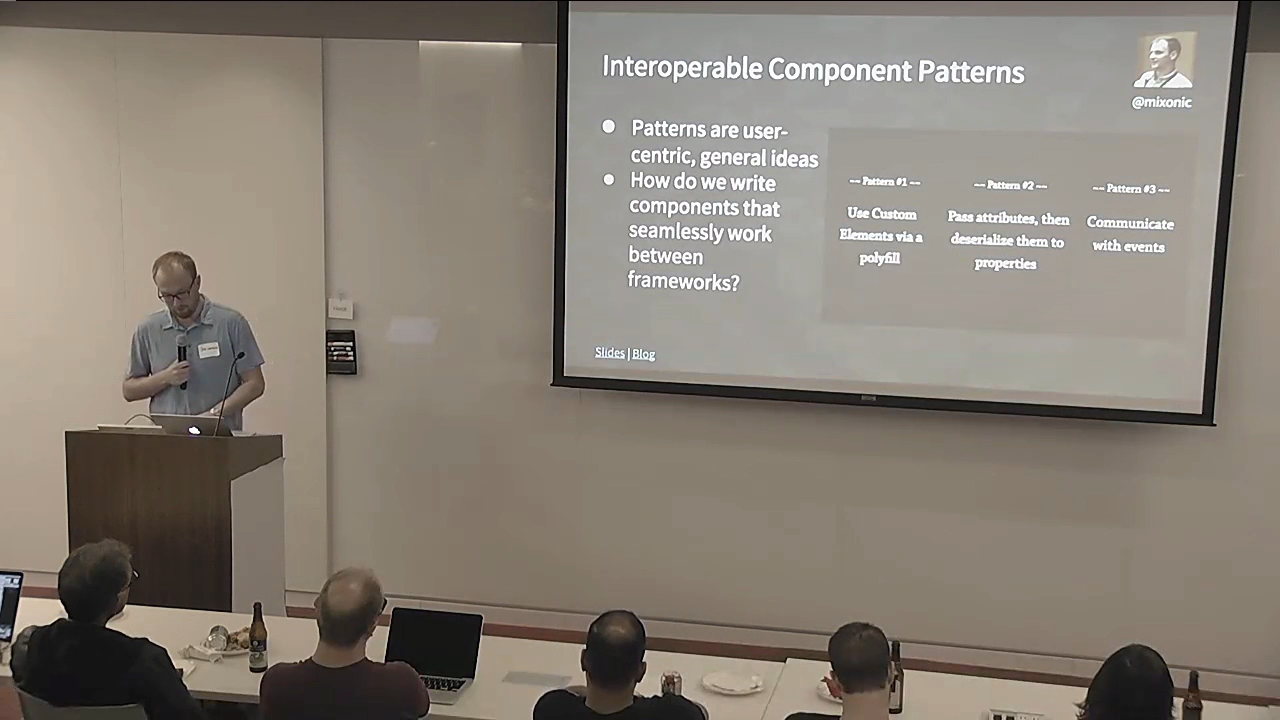 Interoperable Component Patterns
@mixonic
● Patterns are user-
centric, general ideas
● How do we write
components that
seamlessly work
between
frameworks?
~~ Pattern #1 ~~
Use Custom
Elements via a
polyfill
~~ Pattern #2 ~~
Pass attributes, then
deserialize them to
properties
~~ Pattern #3 ~~
Communicate
with events
Slides | Blog